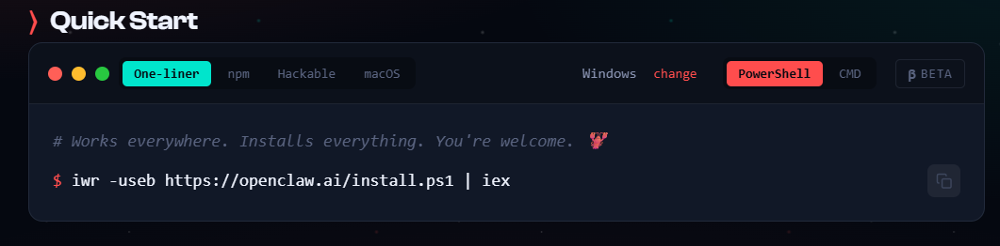 ⟩ Quick Start
One-liner npm Hackable macOS Windows change PowerShell CMD β BETA
# Works everywhere. Installs everything. You're welcome. 🦞
$ iwr -useb https://openclaw.ai/install.ps1 | iex